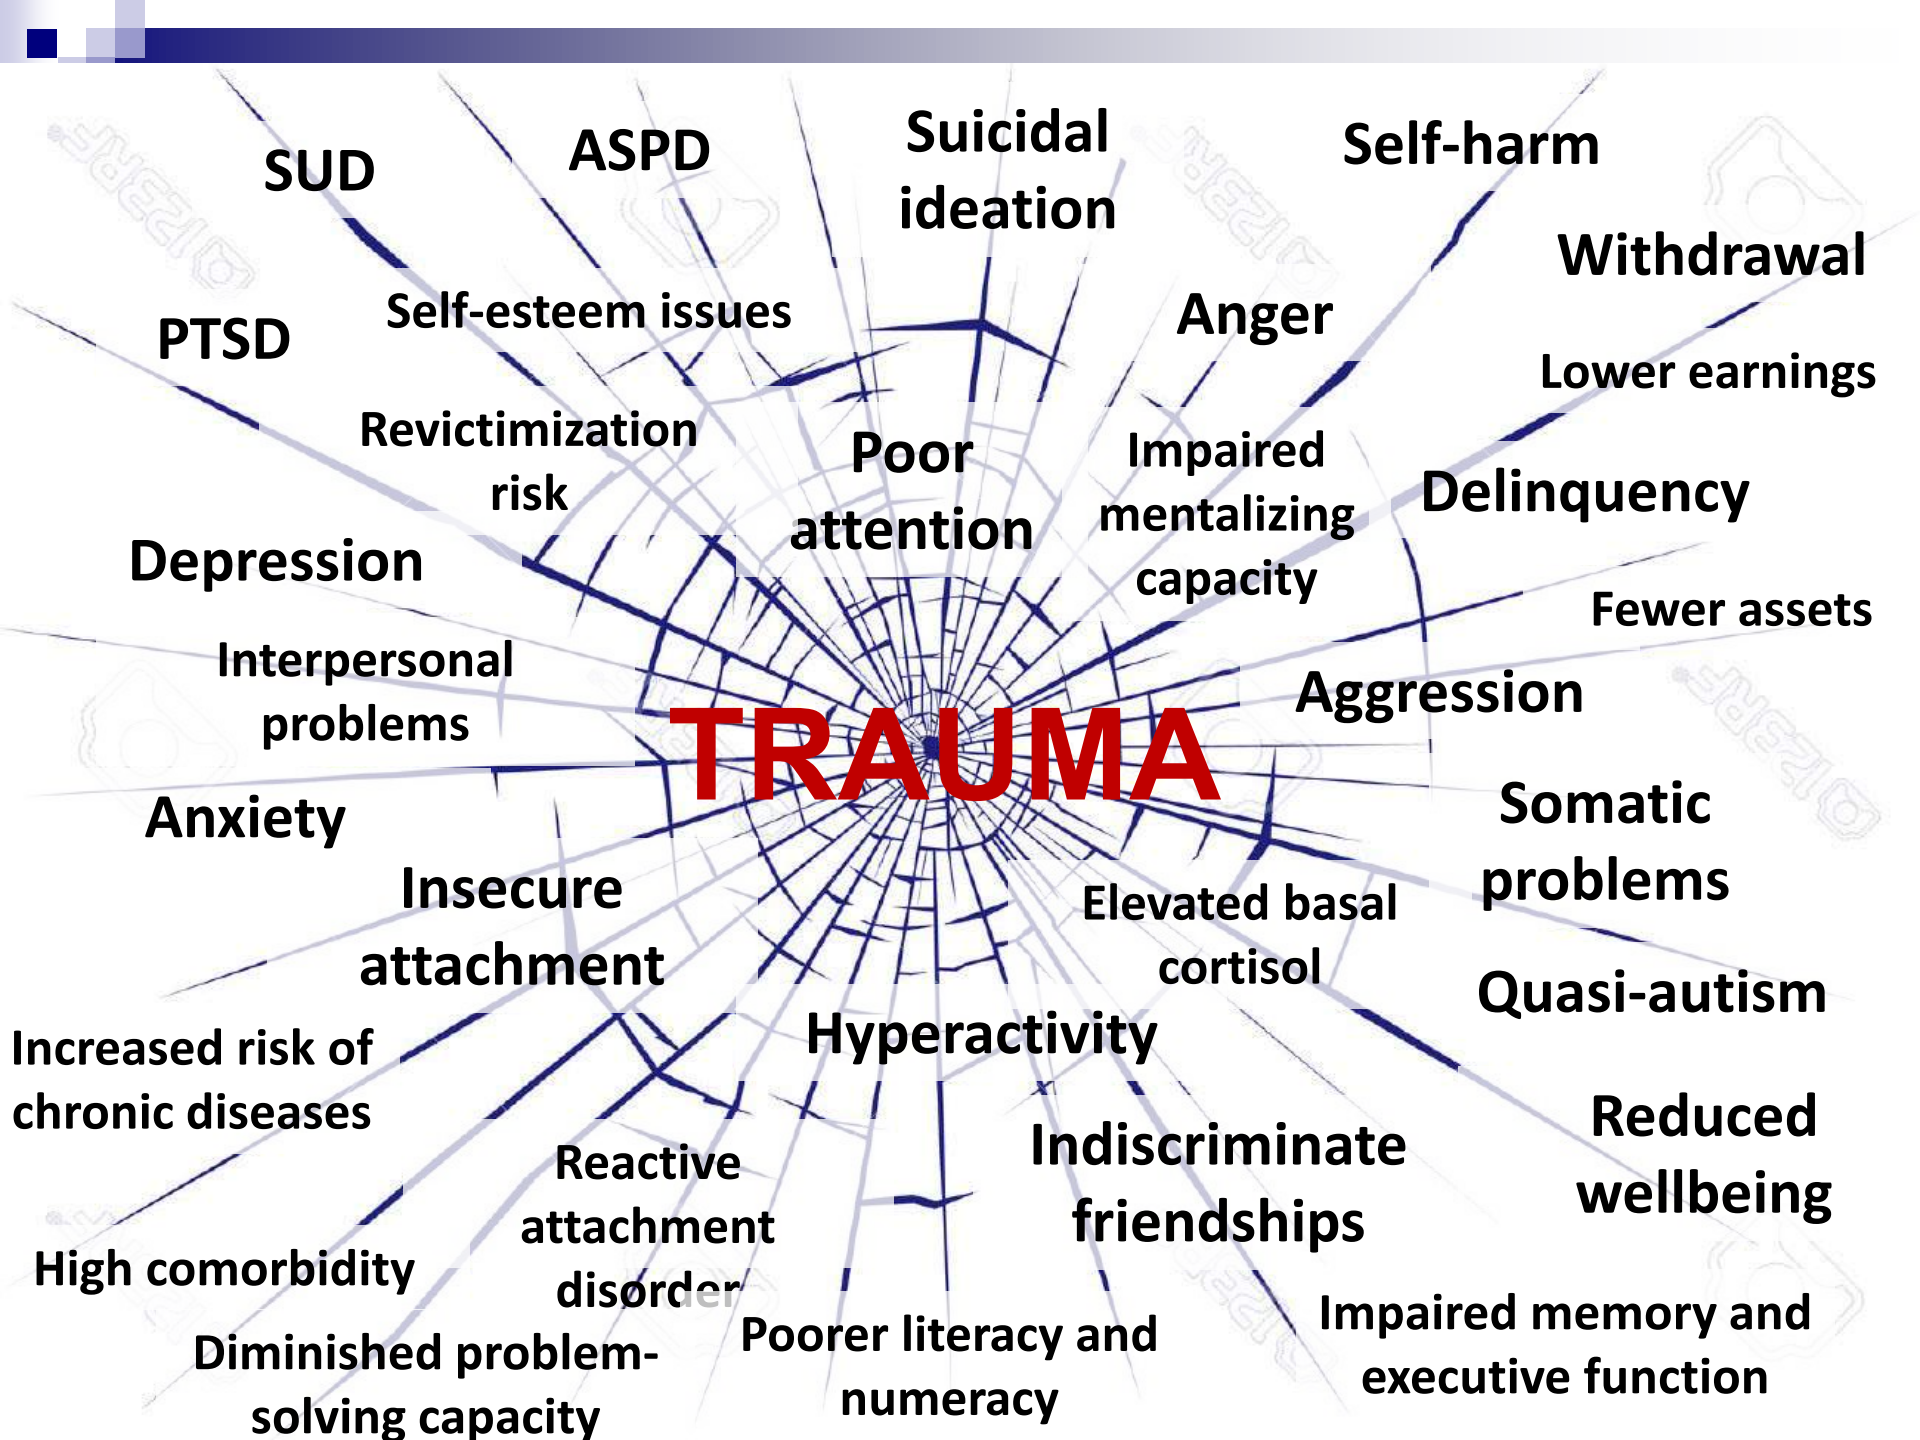 SUD
ASPD
Suicidal
ideation
Self-harm
Withdrawal
PTSD
Self-esteem issues
Anger
Lower earnings
Revictimization
risk
Poor
attention
Impaired
mentalizing
capacity
Delinquency
Depression
Fewer assets
Interpersonal
problems
TRAUMA
Aggression
Anxiety
Somatic
problems
Insecure
attachment
Elevated basal
cortisol
Quasi-autism
Increased risk of
chronic diseases
Hyperactivity
Reactive
attachment
disorder
Indiscriminate
friendships
Reduced
wellbeing
High comorbidity
Diminished problem-
solving capacity
Poorer literacy and
numeracy
Impaired memory and
executive function
123RF
123RF
123RF